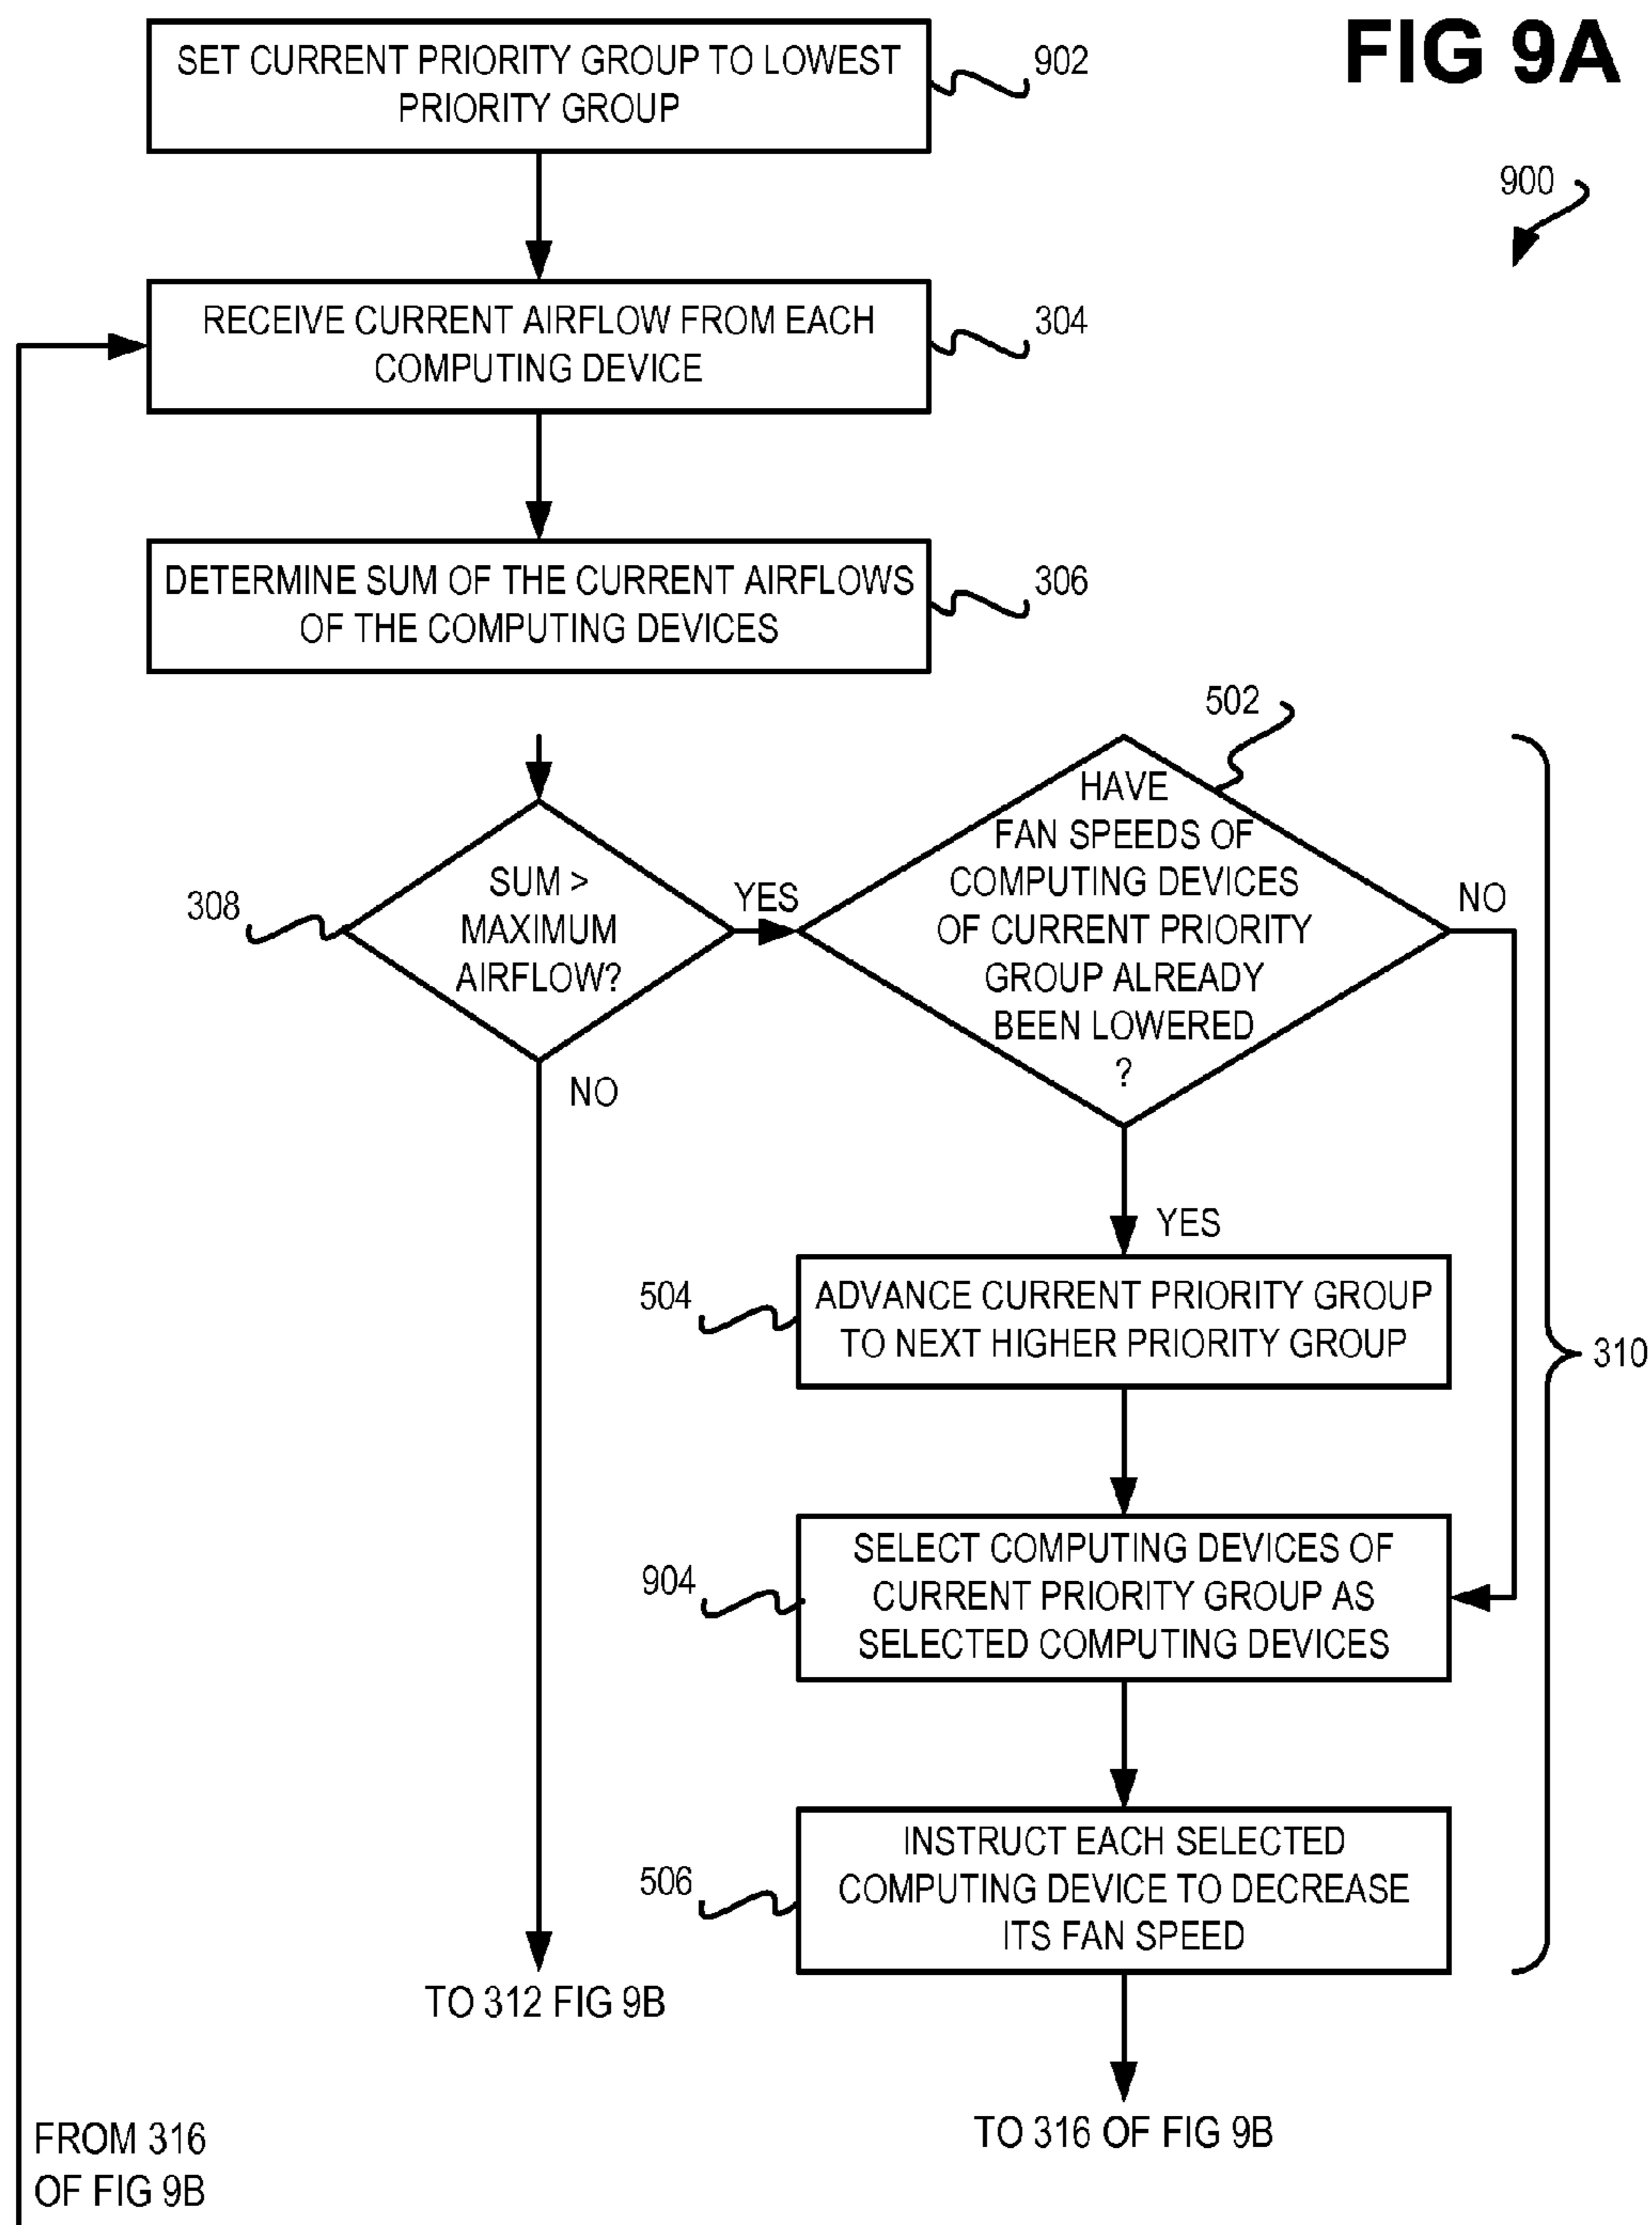 FIG 9A
SET CURRENT PRIORITY GROUP TO LOWEST
PRIORITY GROUP
902
900
RECEIVE CURRENT AIRFLOW FROM EACH
COMPUTING DEVICE
304
DETERMINE SUM OF THE CURRENT AIRFLOWS
OF THE COMPUTING DEVICES
306
308
SUM >
MAXIMUM
AIRFLOW?
YES
NO
502
HAVE
FAN SPEEDS OF
COMPUTING DEVICES
OF CURRENT PRIORITY
GROUP ALREADY
BEEN LOWERED
?
NO
YES
504
ADVANCE CURRENT PRIORITY GROUP
TO NEXT HIGHER PRIORITY GROUP
310
904
SELECT COMPUTING DEVICES OF
CURRENT PRIORITY GROUP AS
SELECTED COMPUTING DEVICES
506
INSTRUCT EACH SELECTED
COMPUTING DEVICE TO DECREASE
ITS FAN SPEED
TO 312 FIG 9B
TO 316 OF FIG 9B
FROM 316
OF FIG 9B